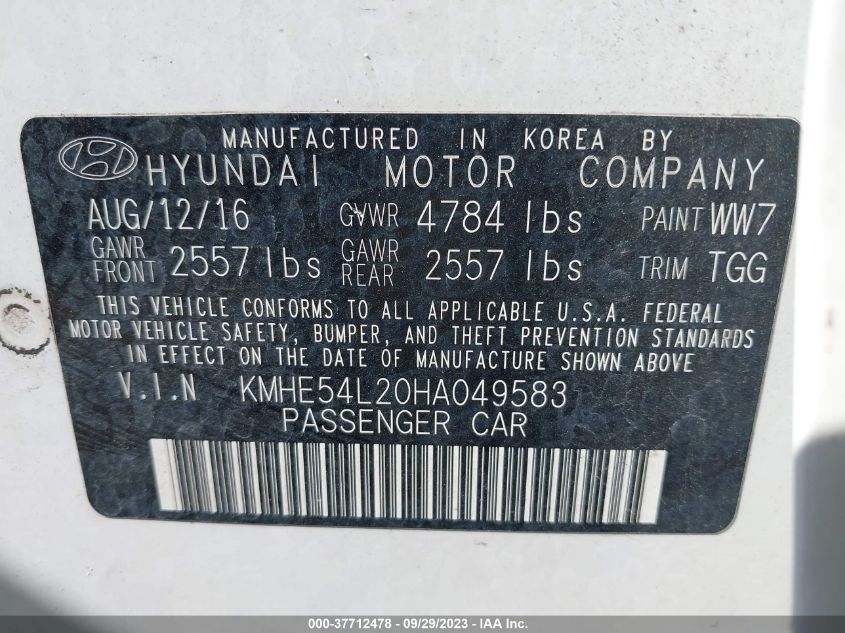 MANUFACTURED IN KOREA BY
HYUNDAI MOTOR COMPANY
AUG/12/16 GVWR 4784 lbs PAINT WW7
GAWR FRONT 2557 lbs GAWR REAR 2557 lbs TRIM TGG
THIS VEHICLE CONFORMS TO ALL APPLICABLE U.S.A. FEDERAL
MOTOR VEHICLE SAFETY, BUMPER, AND THEFT PREVENTION STANDARDS
IN EFFECT ON THE DATE OF MANUFACTURE SHOWN ABOVE
V.I.N KMHE54L20HA049583
PASSENGER CAR
000-37712478 - 09/29/2023 - IAA Inc.